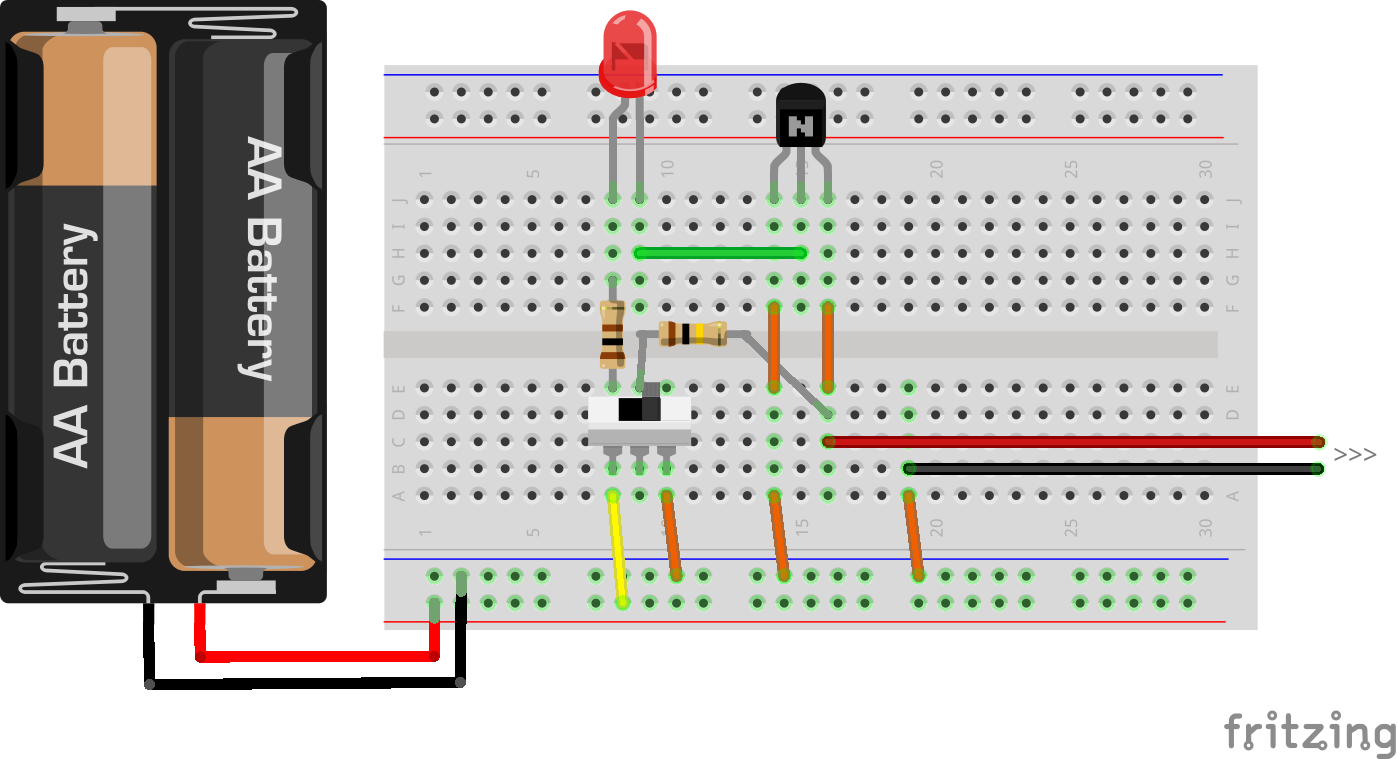 AA Battery
AA Battery
N
1 5 10 15 20 25 30
J J
I I
H H
G G
F F
E E
D D
C C
>>>
B B
A A
1 5 10 15 20 25 30
fritzing